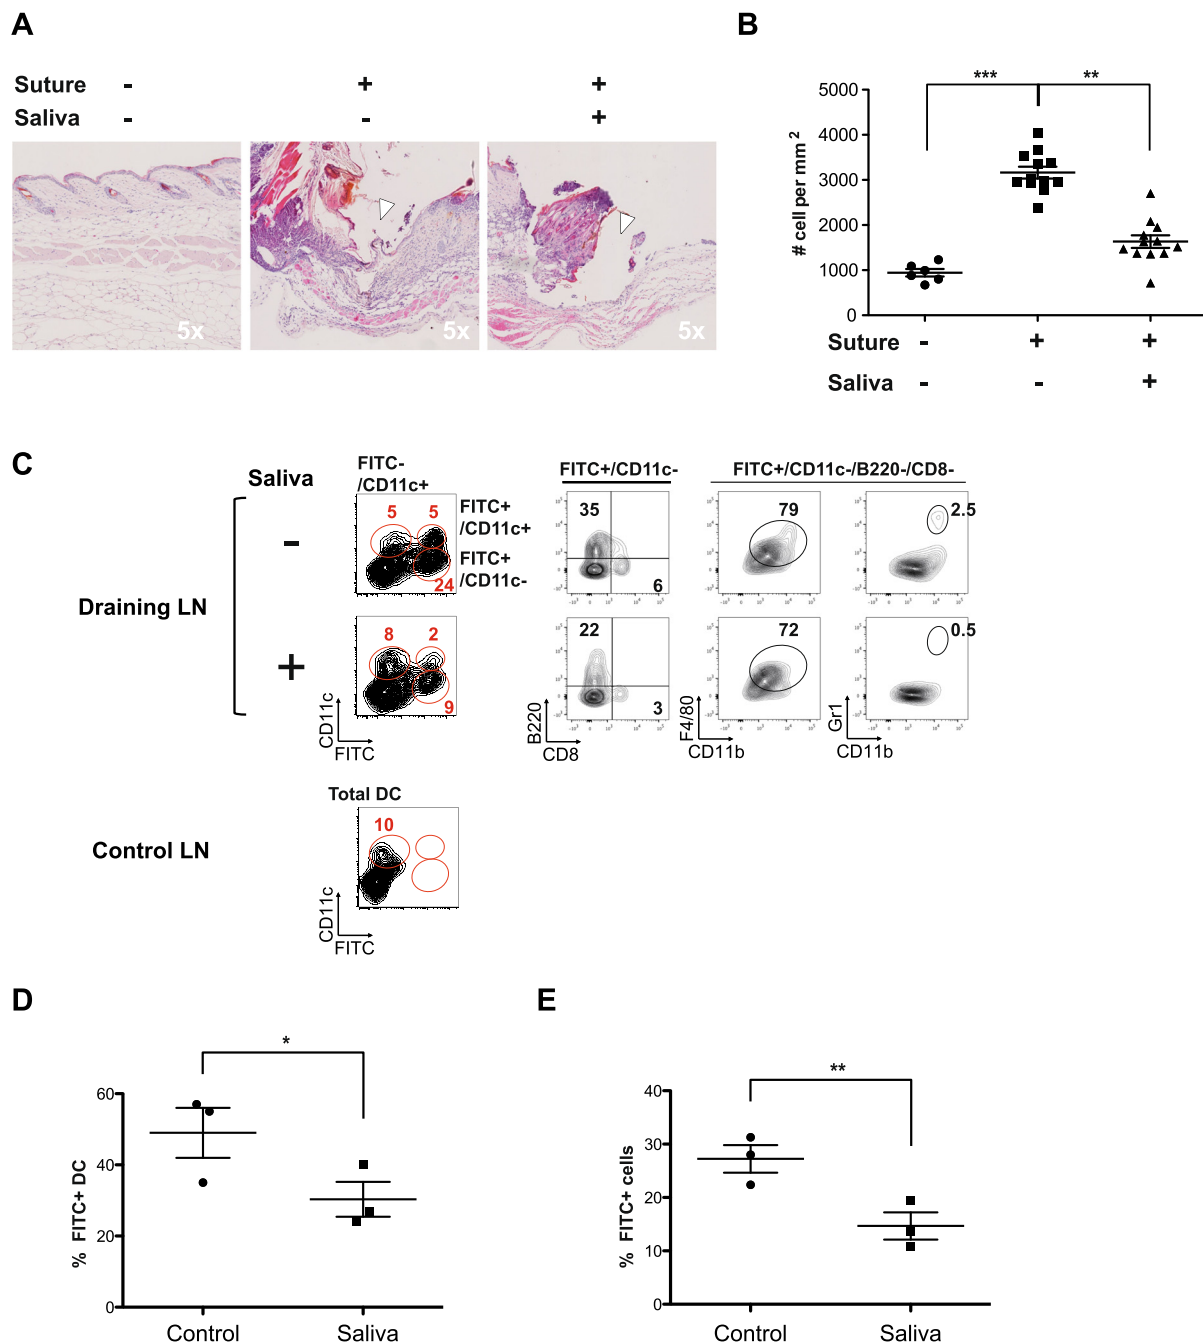 A
Suture - + +
Saliva - - +
5x 5x 5x
B
*** **
5000
4000
3000
2000
1000
0
# cell per mm 2
Suture - + +
Saliva - - +
C
Saliva
FITC-
/CD11c+
FITC+
/CD11c+
FITC+
/CD11c-
FITC+/CD11c-
FITC+/CD11c-/B220-/CD8-
Draining LN
-
5 5
24
35
6
79
2.5
+
8 2
9
22
3
72
0.5
CD11c
FITC
B220
CD8
F4/80
CD11b
Gr1
CD11b
Total DC
Control LN
10
CD11c
FITC
D
*
60
40
20
0
% FITC+ DC
Control Saliva
E
**
40
30
20
10
0
% FITC+ cells
Control Saliva